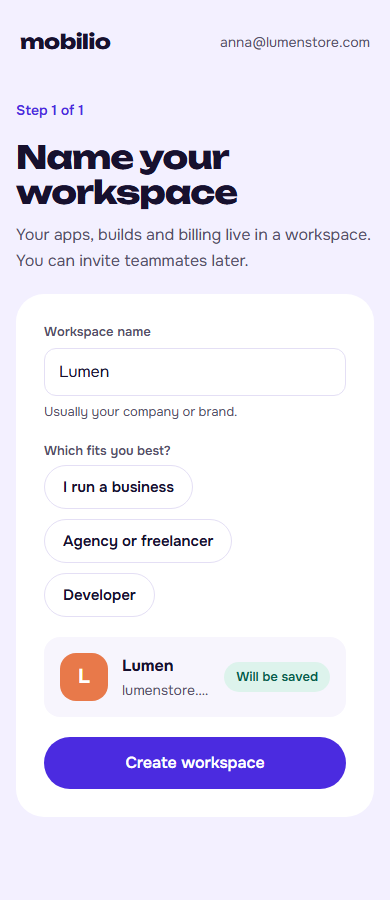 mobilio
anna@lumenstore.com
Step 1 of 1
Name your
workspace
Your apps, builds and billing live in a workspace.
You can invite teammates later.
Workspace name
Lumen
Usually your company or brand.
Which fits you best?
I run a business
Agency or freelancer
Developer
L
Lumen
lumenstore....
Will be saved
Create workspace